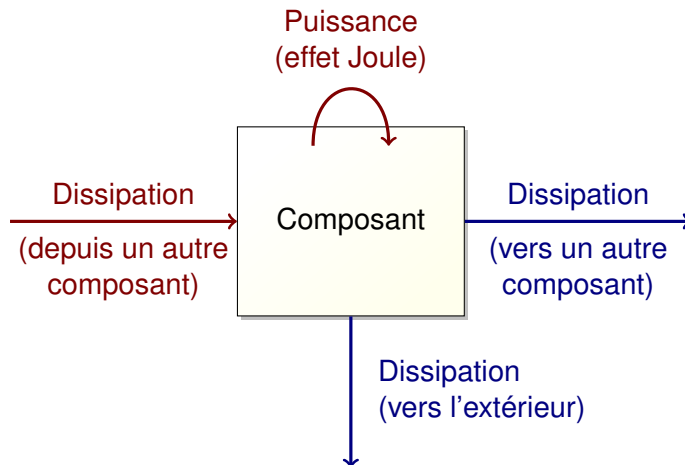 Puissance
(effet Joule)
Dissipation
(depuis un autre
composant)
Composant
Dissipation
(vers un autre
composant)
Dissipation
(vers l'extérieur)